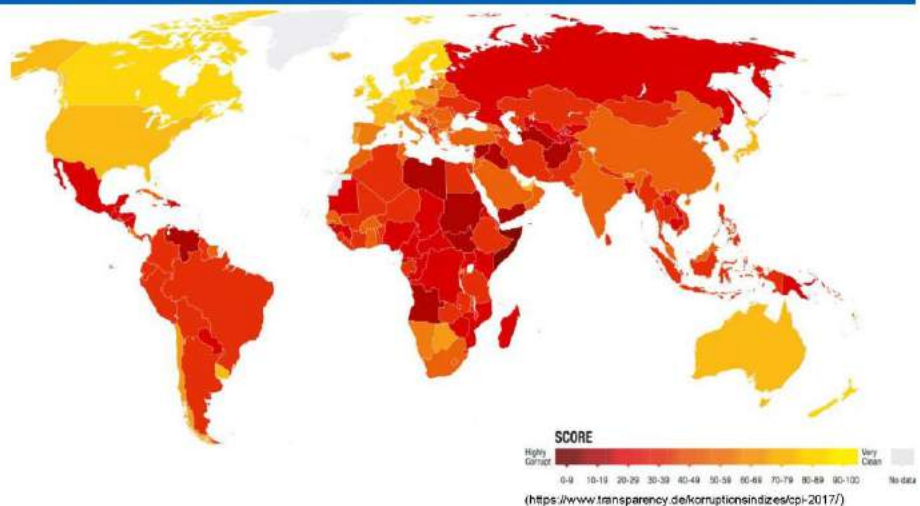 SCORE
Highly Corrupt
Very Clean
0-9 10-19 20-29 30-39 40-49 50-59 60-69 70-79 80-89 90-100 No data
(https://www.transparency.de/korruptionsindizes/cpi-2017/)